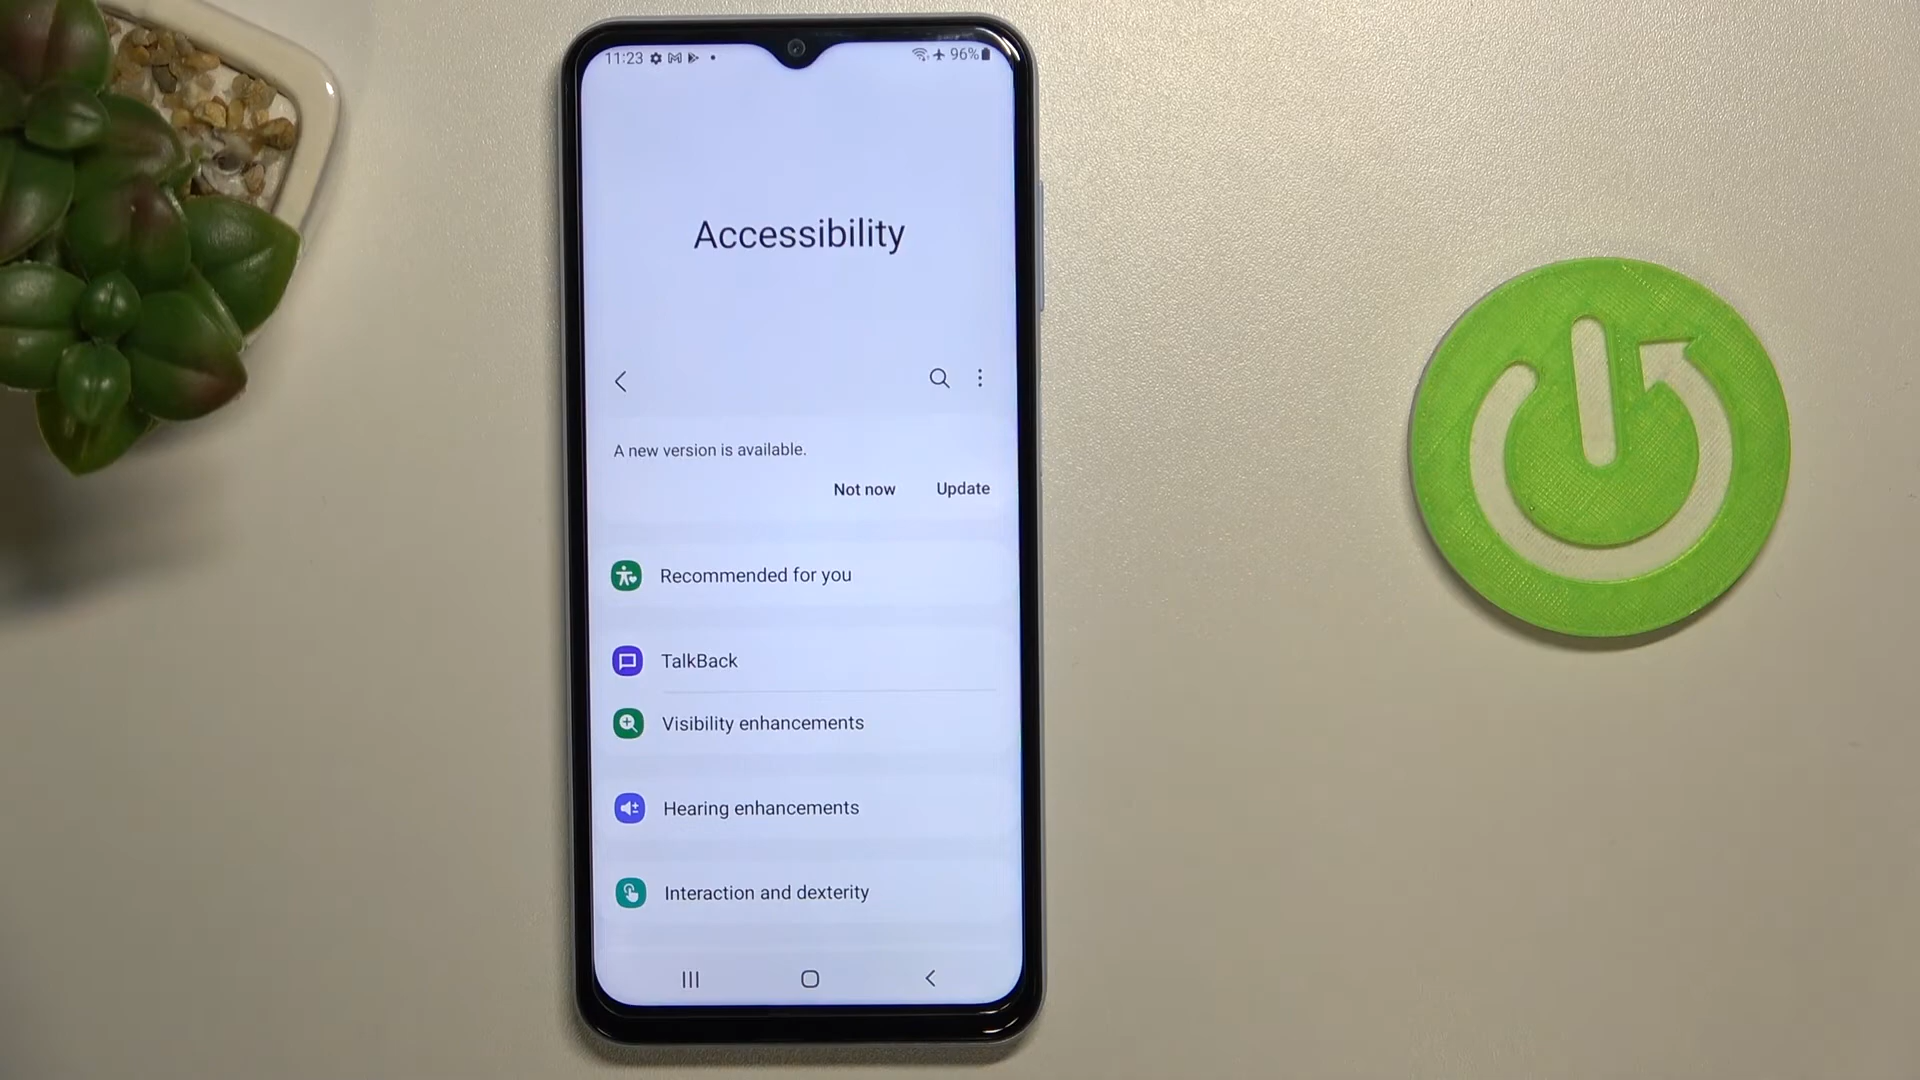 11:23
96%
Accessibility
A new version is available.
Not now Update
Recommended for you
TalkBack
Visibility enhancements
Hearing enhancements
Interaction and dexterity